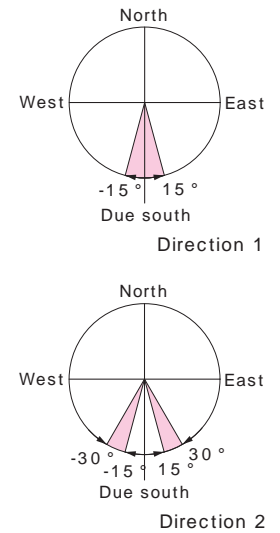 North
West
East
-15 °
15 °
Due south
Direction 1
North
West
East
-30 °
-15 °
15 °
30 °
Due south
Direction 2